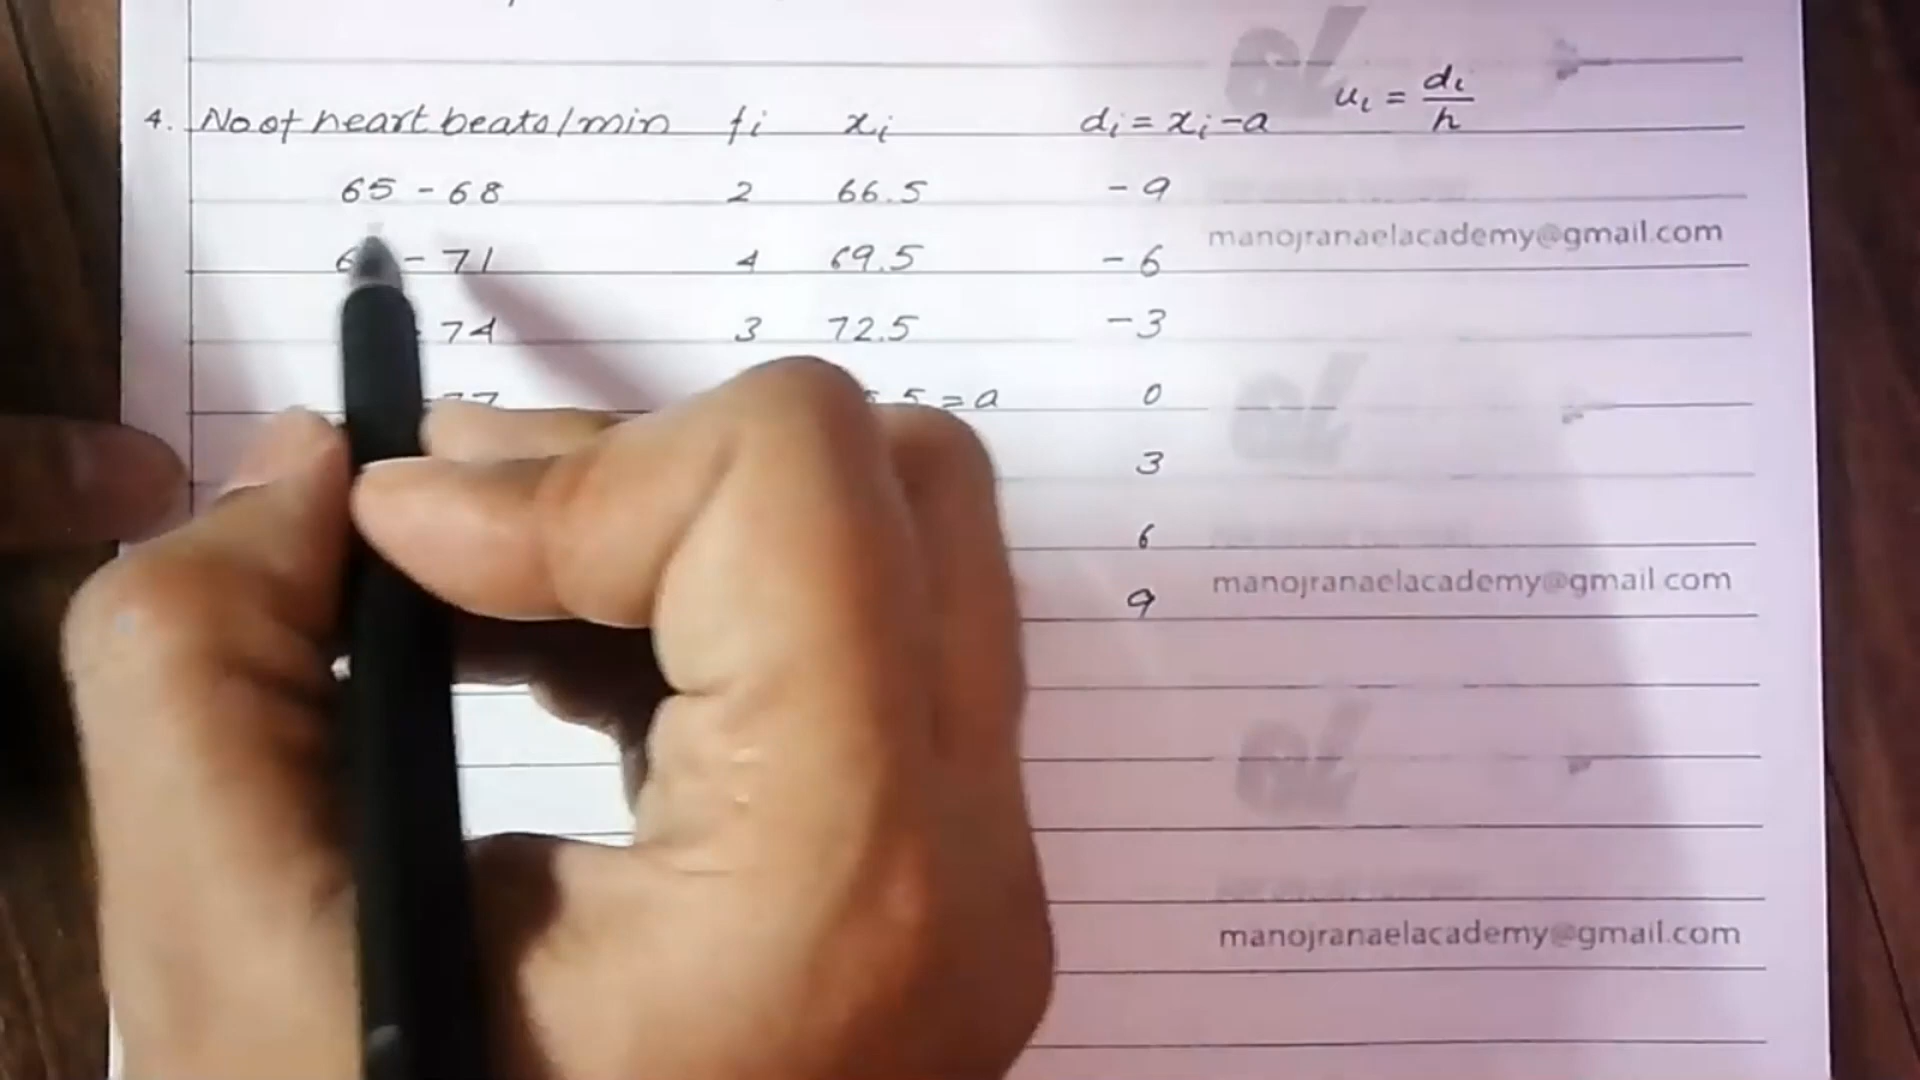 4. No of heart beats/min fi xi di = xi - a ui = di/h
65 - 68 2 66.5 - 9
manojranaelacademy@gmail.com
- 71 4 69.5 - 6
74 3 72.5 - 3
77 5 = a 0
3
6
manojranaelacademy@gmail.com
9
manojranaelacademy@gmail.com